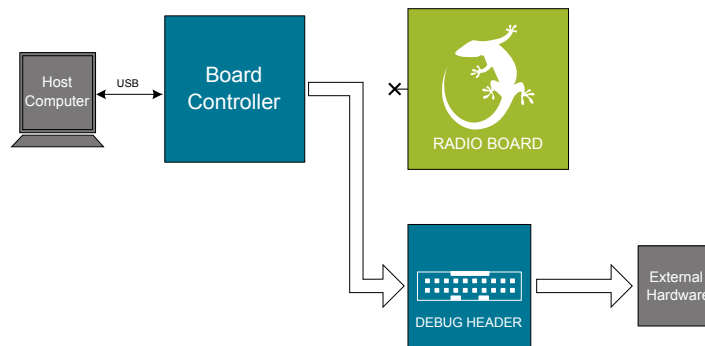 Host
Computer
USB
Board
Controller
RADIO BOARD
DEBUG HEADER
External
Hardware